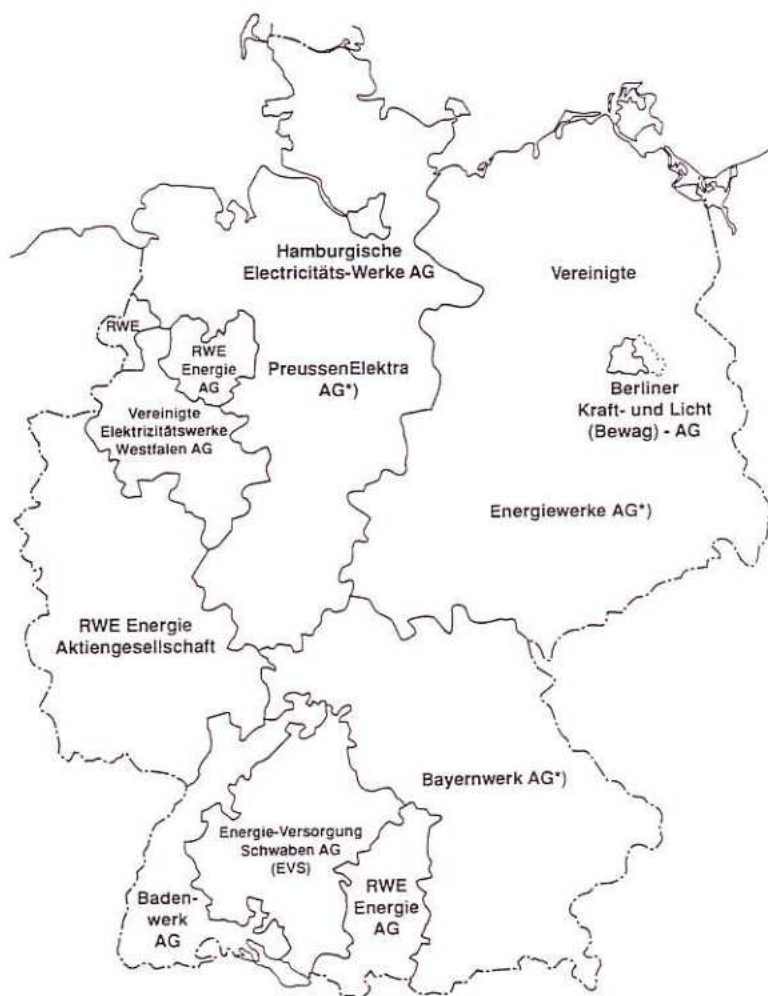 Hamburgische
Electricitäts-Werke AG
Vereinigte
RWE
RWE
Energie
AG
PreussenElektra
AG*)
Berliner
Kraft- und Licht
(Bewag) - AG
Vereinigte
Elektrizitätswerke
Westfalen AG
Energiewerke AG*)
RWE Energie
Aktiengesellschaft
Bayernwerk AG*)
Energie-Versorgung
Schwaben AG
(EVS)
RWE
Energie
AG
Baden-
werk
AG